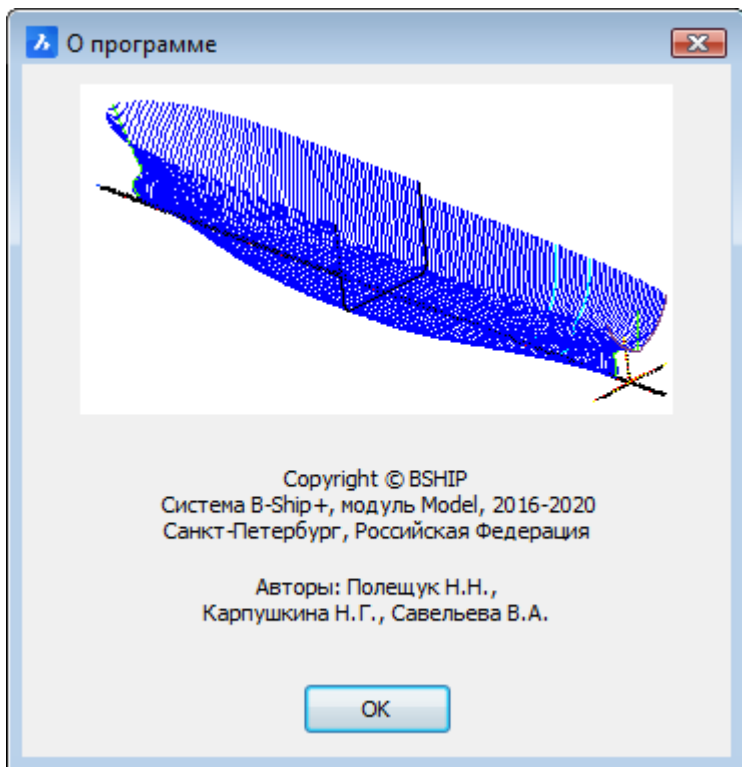 О программе
Copyright © BSHIP
Система B-Ship+, модуль Model, 2016-2020
Санкт-Петербург, Российская Федерация
Авторы: Полещук Н.Н.,
Карпушкина Н.Г., Савельева В.А.
OK